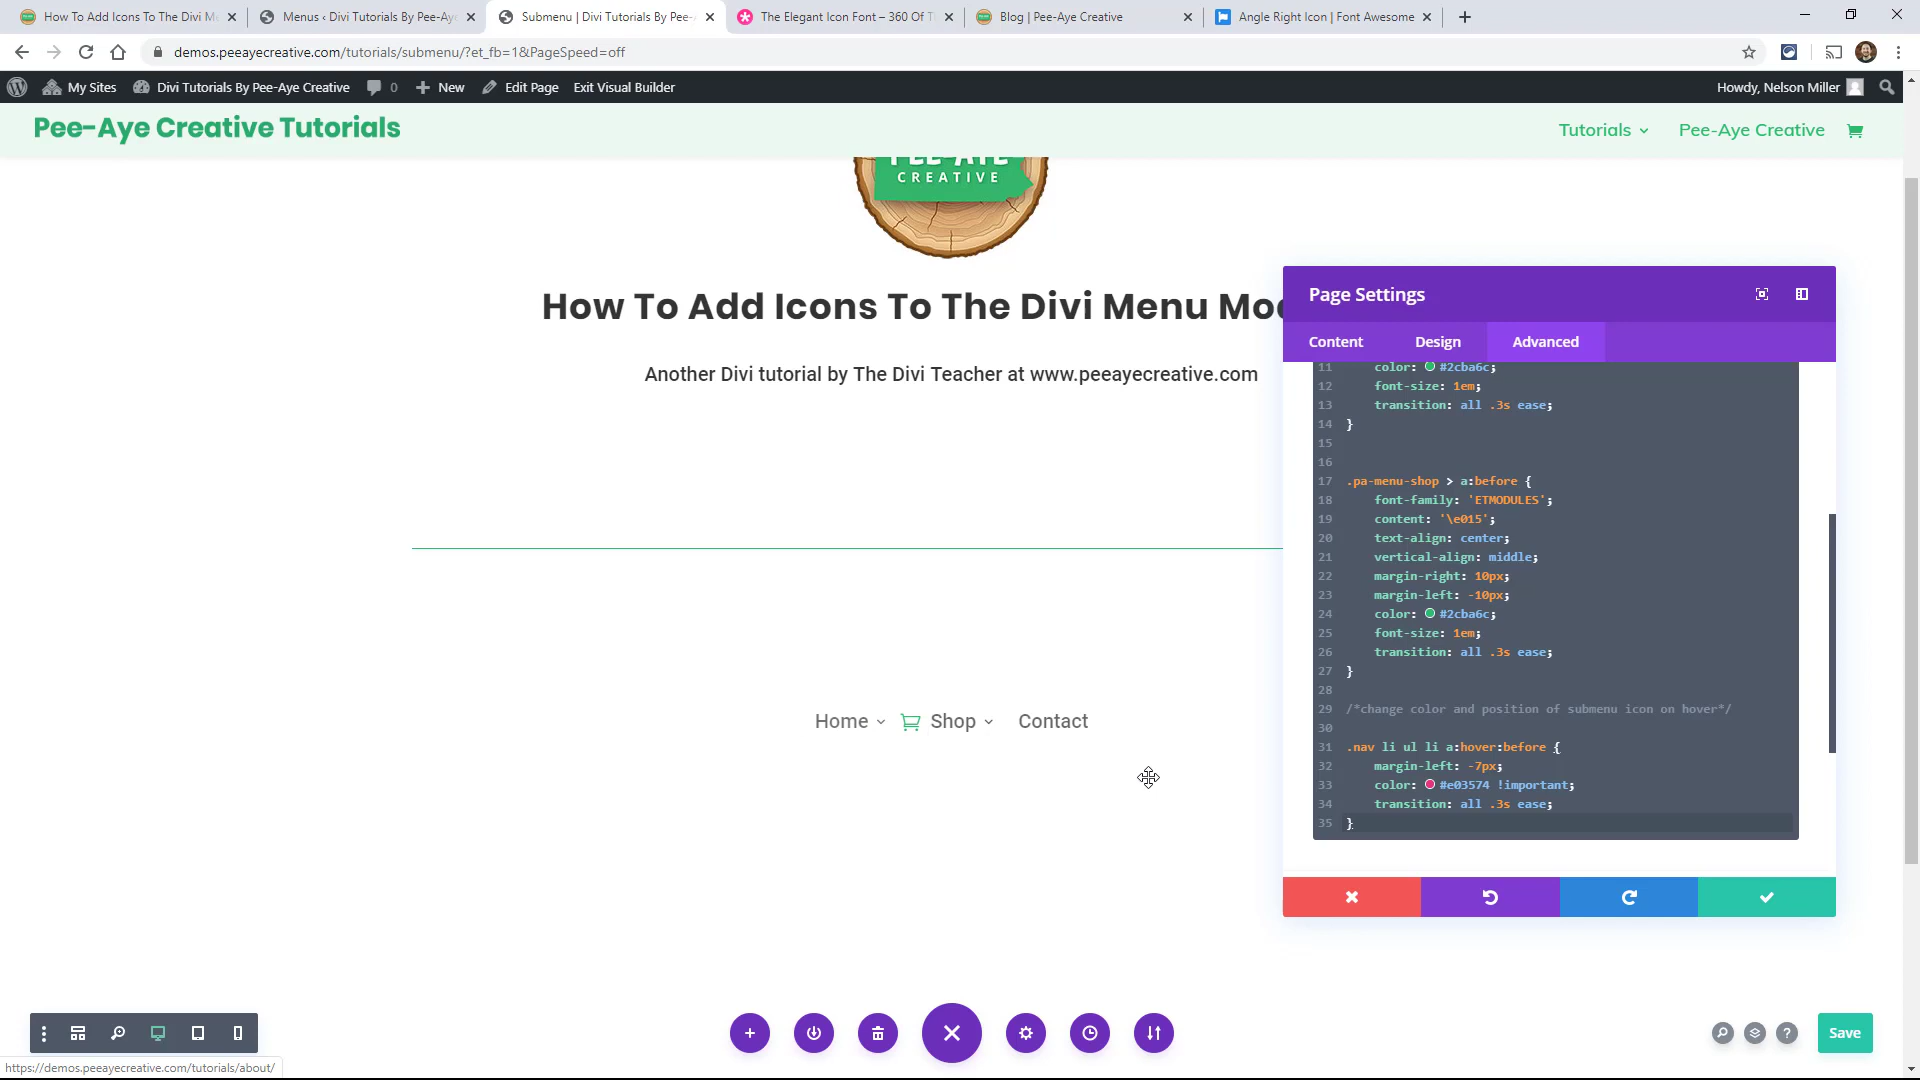 How To Add Icons To The Divi M
Menus ‹ Divi Tutorials By Pee-Aye
Submenu | Divi Tutorials By Pee-
The Elegant Icon Font – 360 Of T
Blog | Pee-Aye Creative
Angle Right Icon | Font Awesome
demos.peeayecreative.com/tutorials/submenu/?et_fb=1&PageSpeed=off
My Sites
Divi Tutorials By Pee-Aye Creative
0
New
Edit Page
Exit Visual Builder
Howdy, Nelson Miller
Pee-Aye Creative Tutorials
Tutorials
Pee-Aye Creative
PEE-AYE
CREATIVE
How To Add Icons To The Divi Menu Mo
Another Divi tutorial by The Divi Teacher at www.peeayecreative.com
Home
Shop
Contact
Page Settings
Content
Design
Advanced
11 color: #2cba6c;
12 font-size: 1em;
13 transition: all .3s ease;
14 }
15
16
17 .pa-menu-shop > a:before {
18 font-family: 'ETMODULES';
19 content: '\e015';
20 text-align: center;
21 vertical-align: middle;
22 margin-right: 10px;
23 margin-left: -10px;
24 color: #2cba6c;
25 font-size: 1em;
26 transition: all .3s ease;
27 }
28
29 /*change color and position of submenu icon on hover*/
30
31 .nav li ul li a:hover:before {
32 margin-left: -7px;
33 color: #e03574 !important;
34 transition: all .3s ease;
35 }
Save
https://demos.peeayecreative.com/tutorials/about/